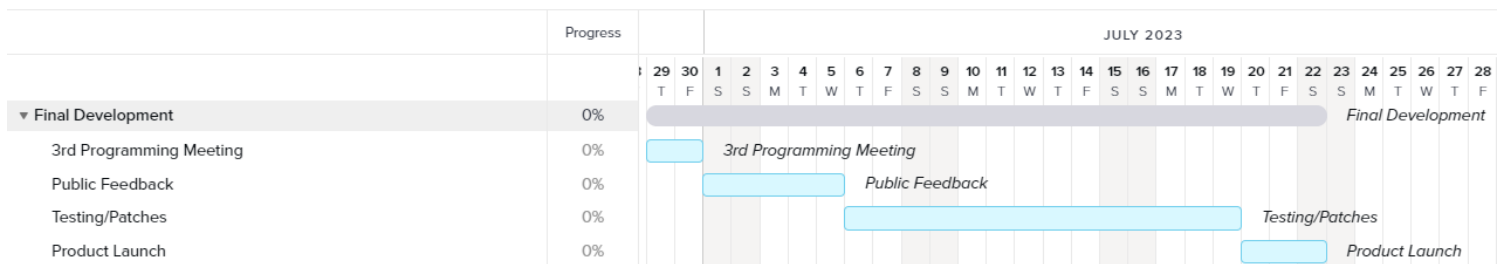 Progress
JULY 2023
29 30 1 2 3 4 5 6 7 8 9 10 11 12 13 14 15 16 17 18 19 20 21 22 23 24 25 26 27 28
T F S S M T W T F S S M T W T F S S M T W T F S S M T W T F
Final Development 0% Final Development
3rd Programming Meeting 0% 3rd Programming Meeting
Public Feedback 0% Public Feedback
Testing/Patches 0% Testing/Patches
Product Launch 0% Product Launch